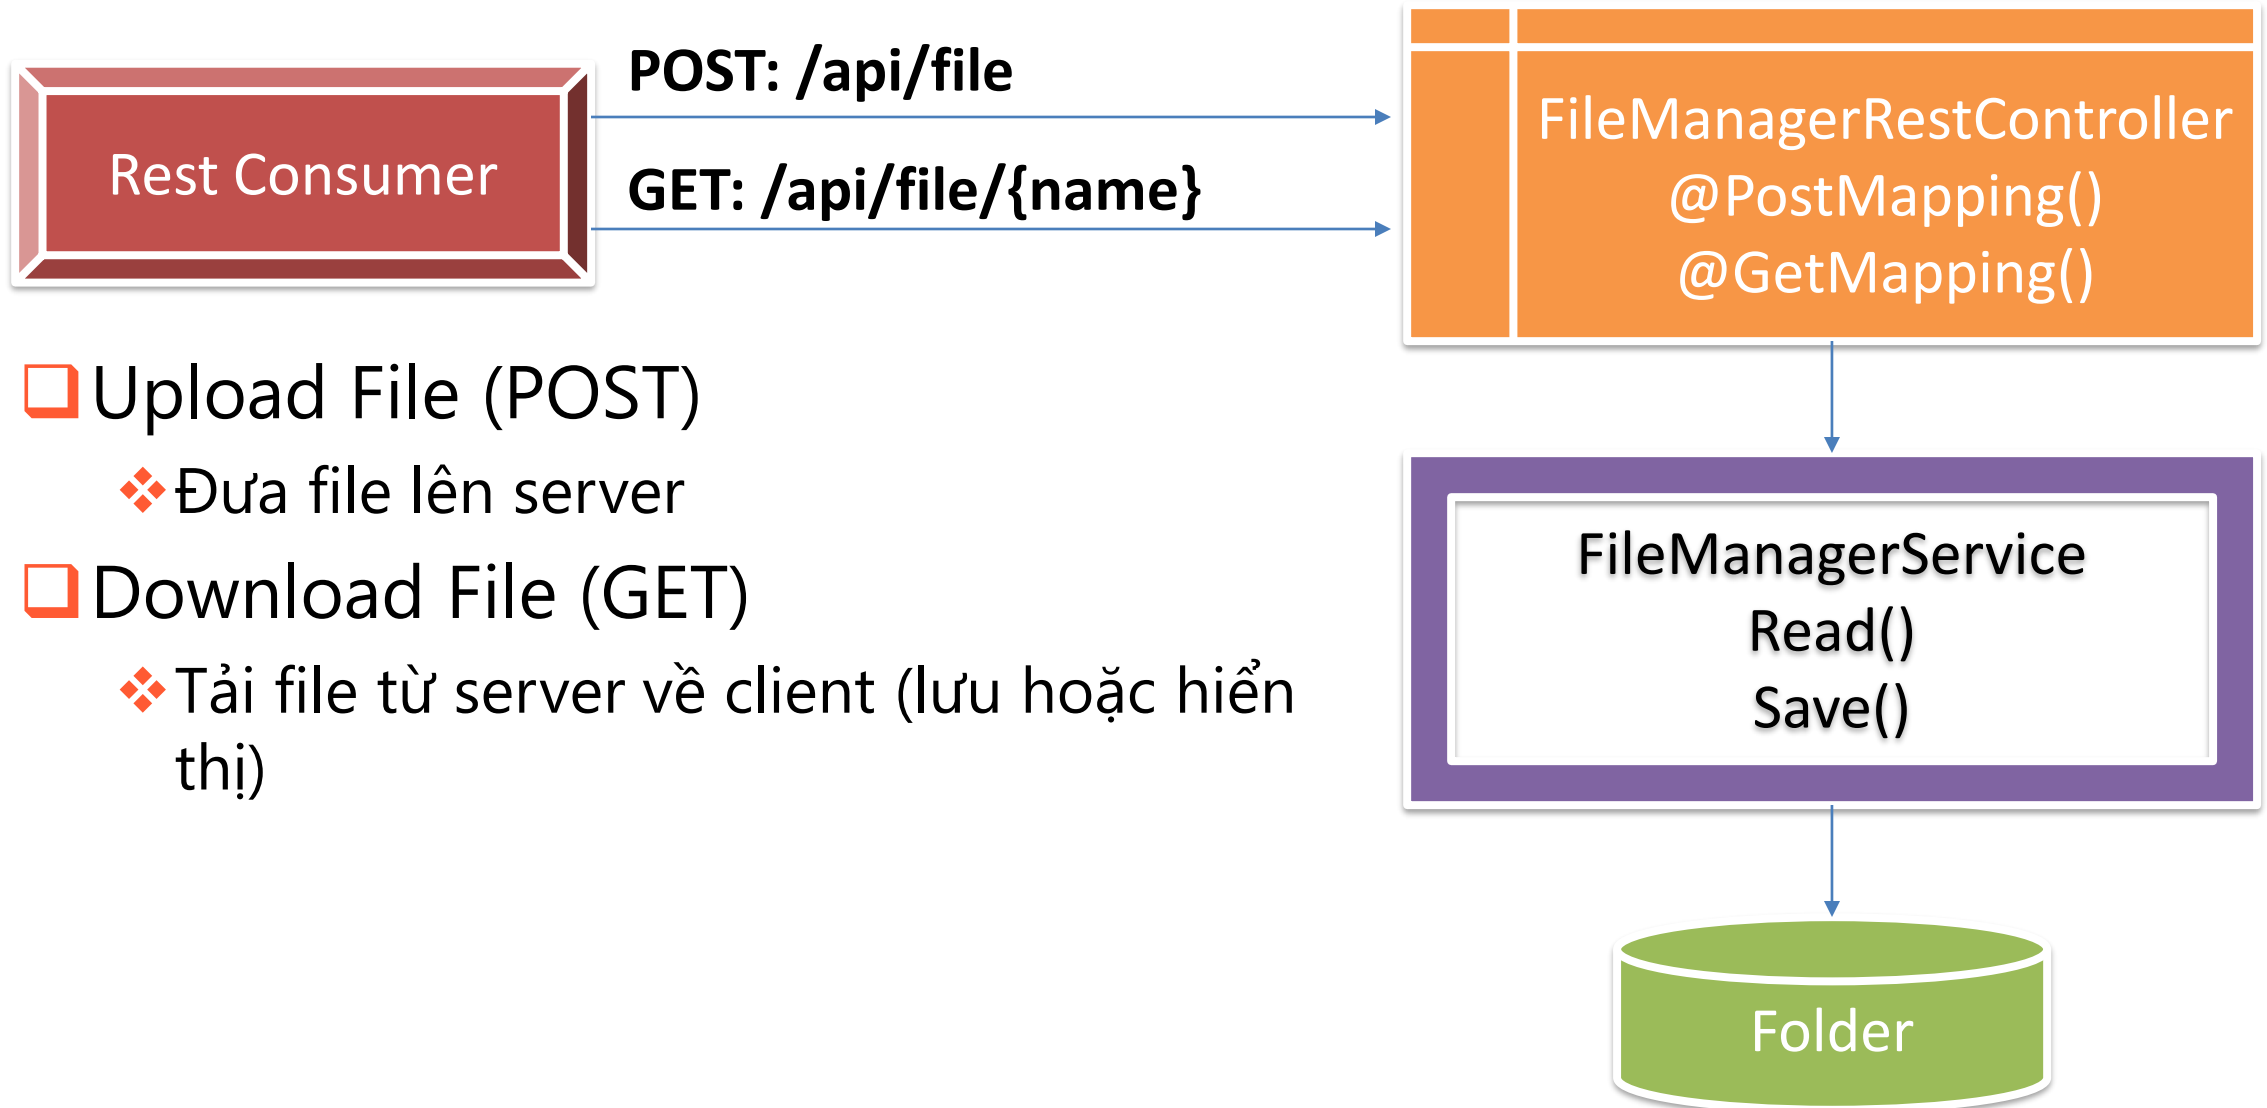 POST: /api/file
Rest Consumer
GET: /api/file/{name}
FileManagerRestController
@PostMapping()
@GetMapping()
Upload File (POST)
Đưa file lên server
Download File (GET)
Tải file từ server về client (lưu hoặc hiển
thị)
FileManagerService
Read()
Save()
Folder